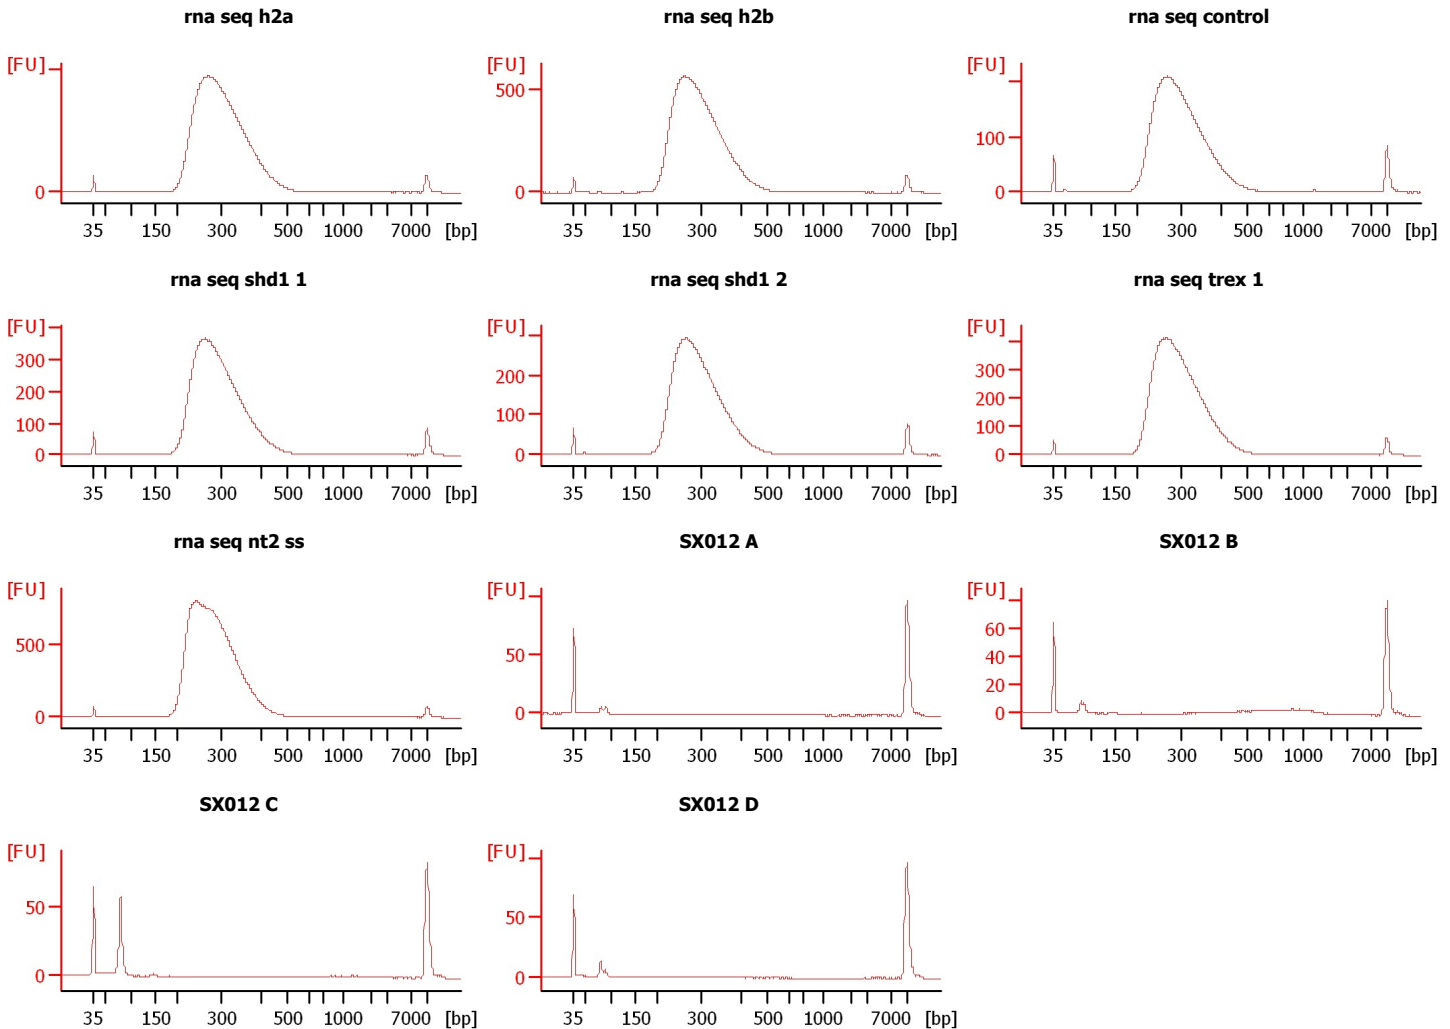 rna seq h2a
[FU]
0
35 150 300 500 1000 7000 [bp]
rna seq h2b
[FU]
500
0
35 150 300 500 1000 7000 [bp]
rna seq control
[FU]
100
0
35 150 300 500 1000 7000 [bp]
rna seq shd1 1
[FU]
300
200
100
0
35 150 300 500 1000 7000 [bp]
rna seq shd1 2
[FU]
200
100
0
35 150 300 500 1000 7000 [bp]
rna seq trex 1
[FU]
300
200
100
0
35 150 300 500 1000 7000 [bp]
rna seq nt2 ss
[FU]
500
0
35 150 300 500 1000 7000 [bp]
SX012 A
[FU]
50
0
35 150 300 500 1000 7000 [bp]
SX012 B
[FU]
60
40
20
0
35 150 300 500 1000 7000 [bp]
SX012 C
[FU]
50
0
35 150 300 500 1000 7000 [bp]
SX012 D
[FU]
50
0
35 150 300 500 1000 7000 [bp]